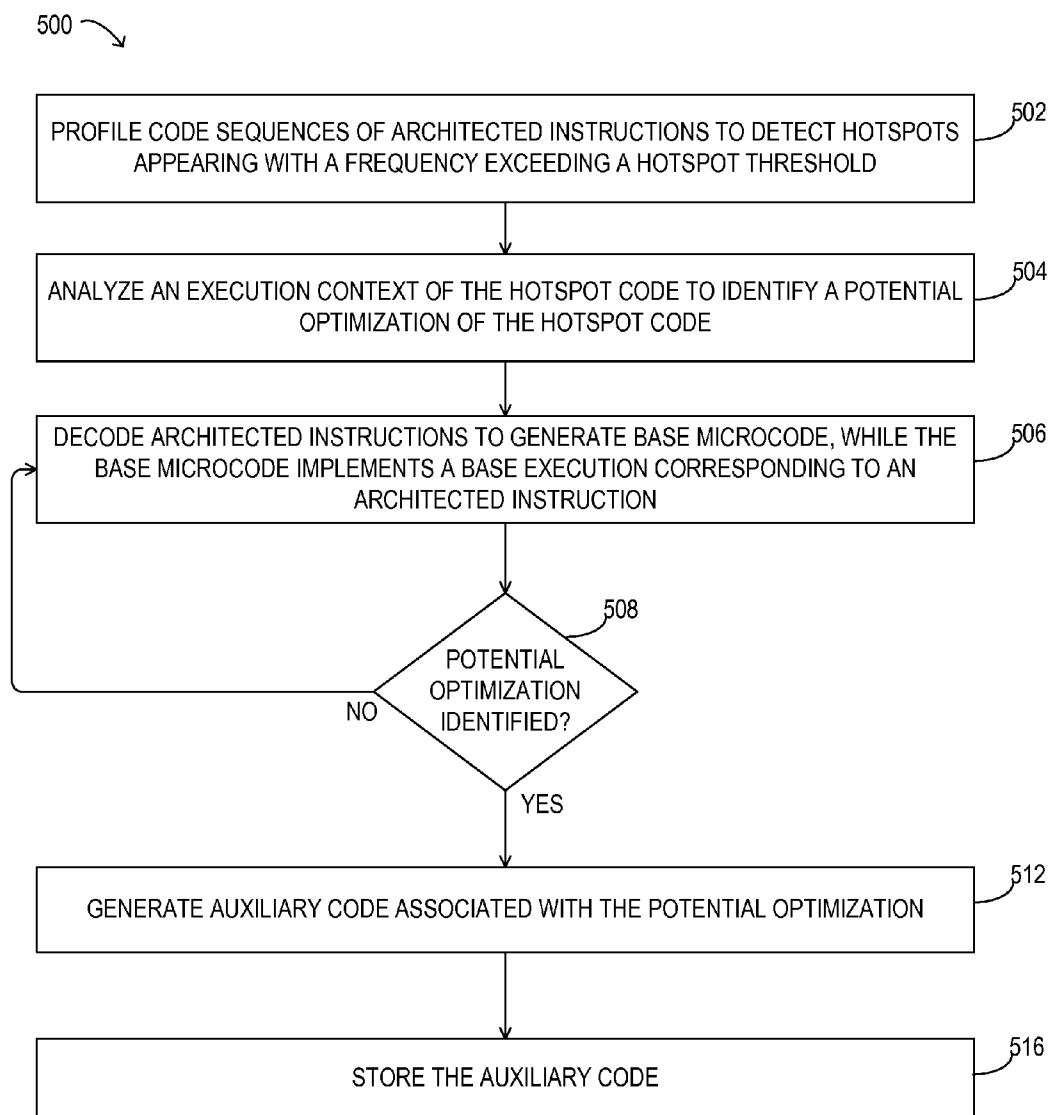 500
PROFILE CODE SEQUENCES OF ARCHITECTED INSTRUCTIONS TO DETECT HOTSPOTS
APPEARING WITH A FREQUENCY EXCEEDING A HOTSPOT THRESHOLD
502
ANALYZE AN EXECUTION CONTEXT OF THE HOTSPOT CODE TO IDENTIFY A POTENTIAL
OPTIMIZATION OF THE HOTSPOT CODE
504
DECODE ARCHITECTED INSTRUCTIONS TO GENERATE BASE MICROCODE, WHILE THE
BASE MICROCODE IMPLEMENTS A BASE EXECUTION CORRESPONDING TO AN
ARCHITECTED INSTRUCTION
506
508
POTENTIAL
OPTIMIZATION
IDENTIFIED?
NO
YES
GENERATE AUXILIARY CODE ASSOCIATED WITH THE POTENTIAL OPTIMIZATION
512
STORE THE AUXILIARY CODE
516